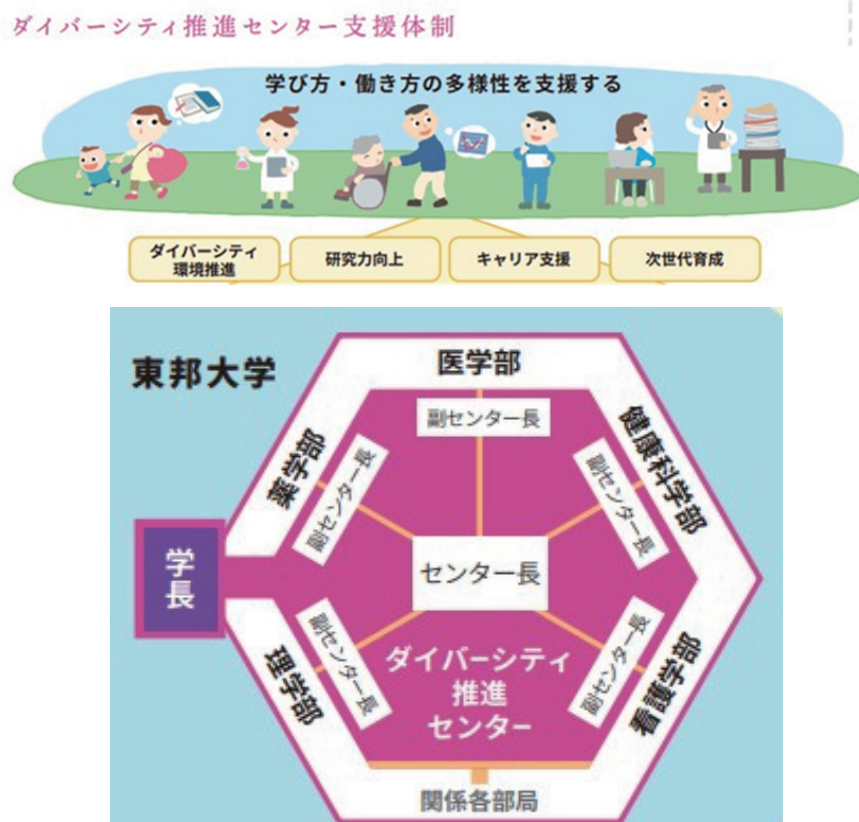 ダイバーシティ推進センター支援体制
学び方・働き方の多様性を支援する
ダイバーシティ
環境推進
研究力向上
キャリア支援
次世代育成
東邦大学
医学部
副センター長
薬学部
副センター長
健康科学部
副センター長
学長
センター長
理学部
副センター長
看護学部
副センター長
ダイバーシティ
推進
センター
関係各部局